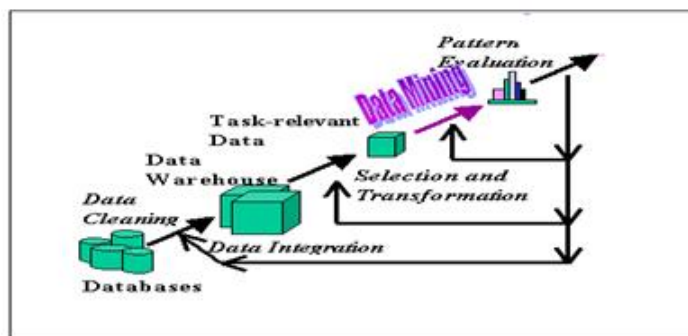 Pattern
Evaluation
Data Mining
Task-relevant
Data
Data
Warehouse
Selection and
Transformation
Data
Cleaning
Data Integration
Databases